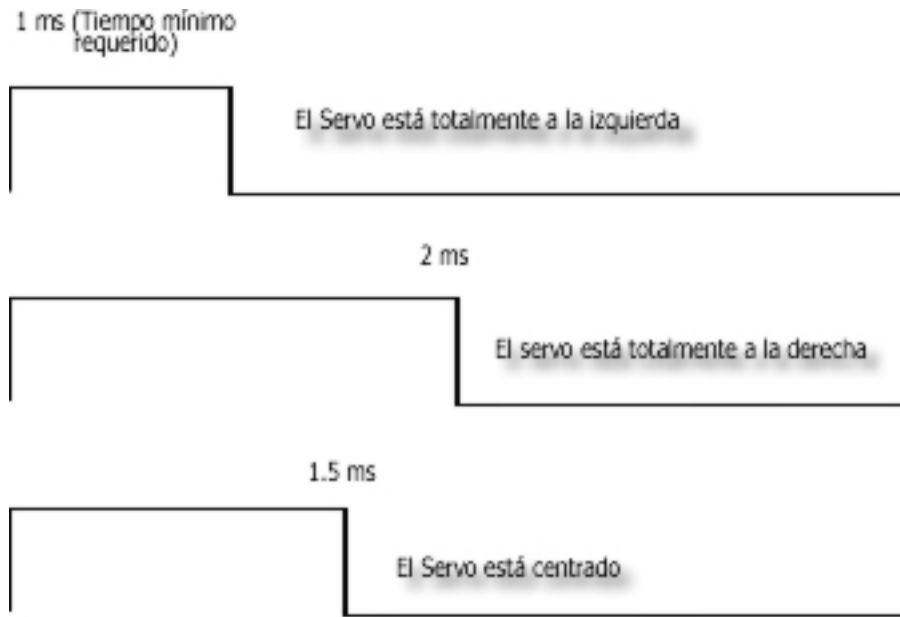 1 ms (Tiempo mínimo
requerido)
El Servo está totalmente a la izquierda
2 ms
El servo está totalmente a la derecha
1.5 ms
El Servo está centrado